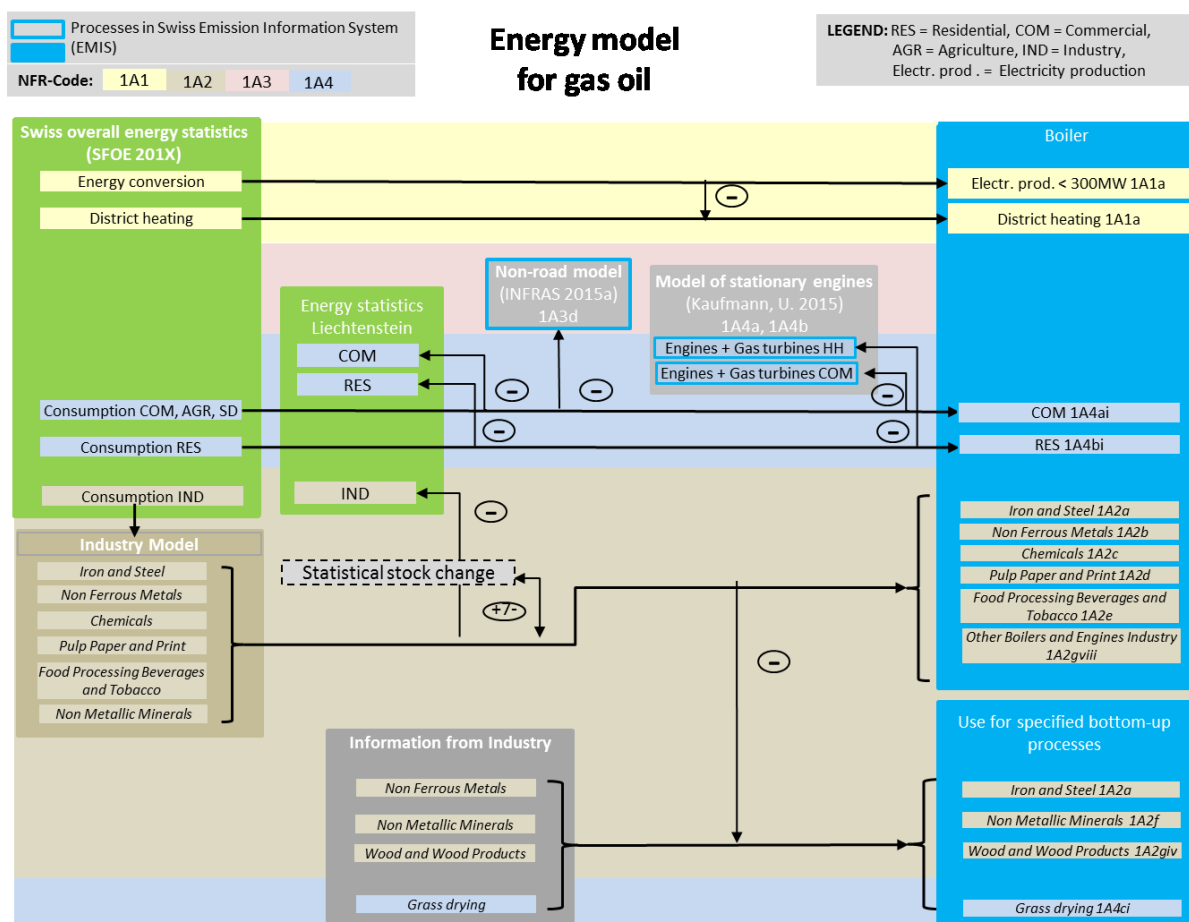 Processes in Swiss Emission Information System
(EMIS)
NFR-Code:
1A1
1A2
1A3
1A4
Energy model
for gas oil
LEGEND: RES = Residential, COM = Commercial,
AGR = Agriculture, IND = Industry,
Electr. prod . = Electricity production
Swiss overall energy statistics
(SFOE 201X)
Energy conversion
District heating
Consumption COM, AGR, SD
Consumption RES
Consumption IND
Boiler
Electr. prod. < 300MW 1A1a
District heating 1A1a
–
Energy statistics
Liechtenstein
COM
RES
IND
Non-road model
(INFRAS 2015a)
1A3d
Model of stationary engines
(Kaufmann, U. 2015)
1A4a, 1A4b
Engines + Gas turbines HH
Engines + Gas turbines COM
–
–
–
–
–
COM 1A4ai
RES 1A4bi
–
Industry Model
Iron and Steel
Non Ferrous Metals
Chemicals
Pulp Paper and Print
Food Processing Beverages
and Tobacco
Non Metallic Minerals
Statistical stock change
+7-
–
Iron and Steel 1A2a
Non Ferrous Metals 1A2b
Chemicals 1A2c
Pulp Paper and Print 1A2d
Food Processing Beverages and
Tobacco 1A2e
Other Boilers and Engines Industry
1A2gviii
Information from Industry
Non Ferrous Metals
Non Metallic Minerals
Wood and Wood Products
Grass drying
Use for specified bottom-up
processes
Iron and Steel 1A2a
Non Metallic Minerals 1A2f
Wood and Wood Products 1A2giv
Grass drying 1A4ci